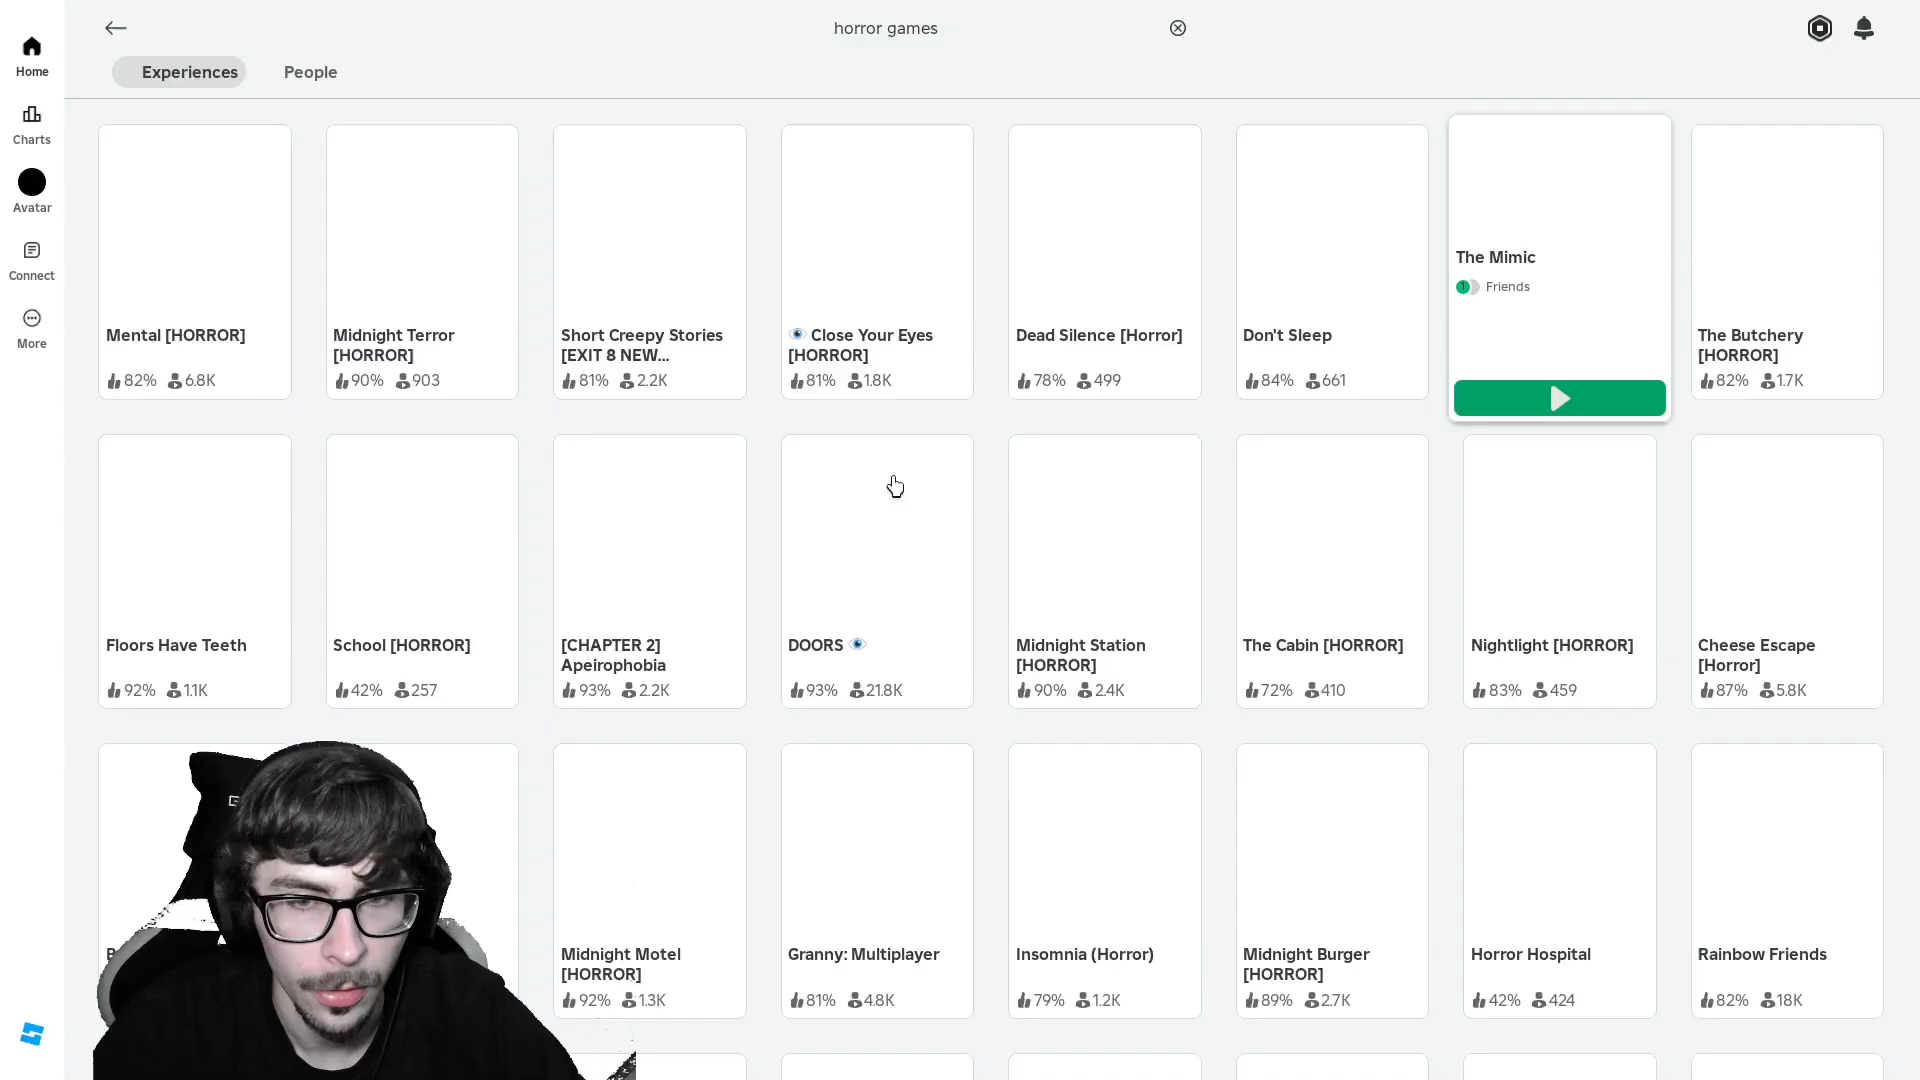 horror games
Experiences
People
Home
Charts
Avatar
Connect
More
Mental [HORROR]
82% 6.8K
Midnight Terror
[HORROR]
90% 903
Short Creepy Stories
[EXIT 8 NEW...
81% 2.2K
Close Your Eyes
[HORROR]
81% 1.8K
Dead Silence [Horror]
78% 499
Don't Sleep
84% 661
The Mimic
1 Friends
The Butchery
[HORROR]
82% 1.7K
Floors Have Teeth
92% 1.1K
School [HORROR]
42% 257
[CHAPTER 2]
Apeirophobia
93% 2.2K
DOORS
93% 21.8K
Midnight Station
[HORROR]
90% 2.4K
The Cabin [HORROR]
72% 410
Nightlight [HORROR]
83% 459
Cheese Escape
[Horror]
87% 5.8K
Midnight Motel
[HORROR]
92% 1.3K
Granny: Multiplayer
81% 4.8K
Insomnia (Horror)
79% 1.2K
Midnight Burger
[HORROR]
89% 2.7K
Horror Hospital
42% 424
Rainbow Friends
82% 18K